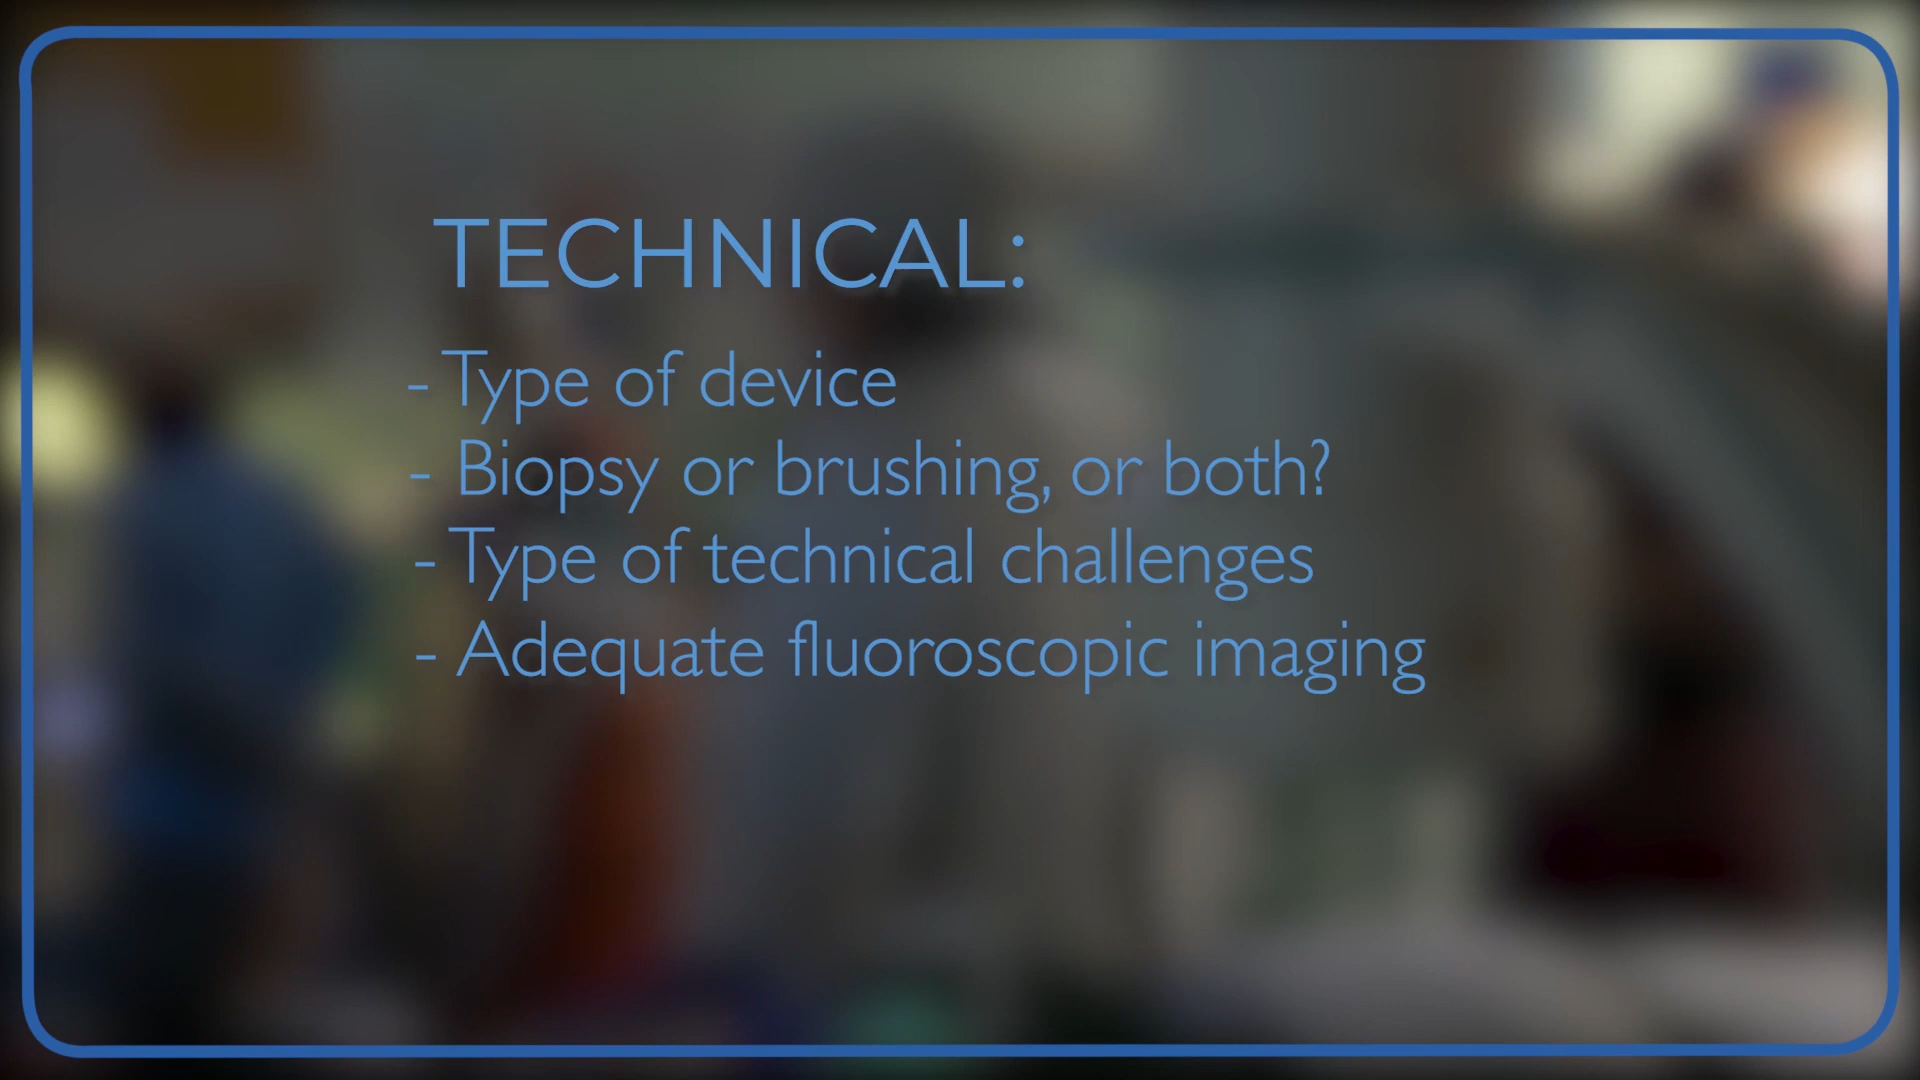 TECHNICAL:
- Type of device
- Biopsy or brushing, or both?
- Type of technical challenges
- Adequate fluoroscopic imaging